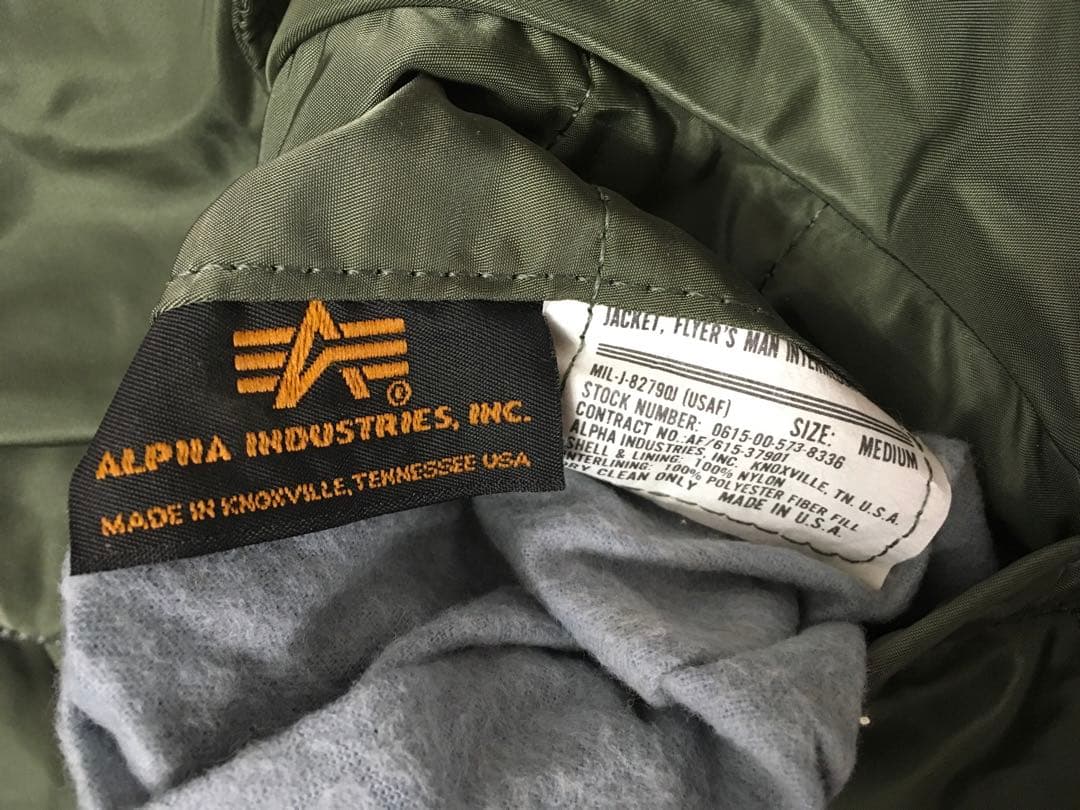 ALPHA INDUSTRIES, INC.
®
MADE IN KNOXVILLE, TENNESSEE USA
JACKET, FLYER'S MAN
MIL-J-8279DJ (USAF)
SIZE: MEDIUM
STOCK NUMBER: 0615-00-573-8336
CONTRACT NO.: AF/615-37901
ALPHA INDUSTRIES INC. KNOXVILLE, TN. U.S.A.
SHELL & LINING: 100% NYLON
INTERLINING: 100% POLYESTER FIBER FILL
DRY CLEAN ONLY MADE IN U.S.A.